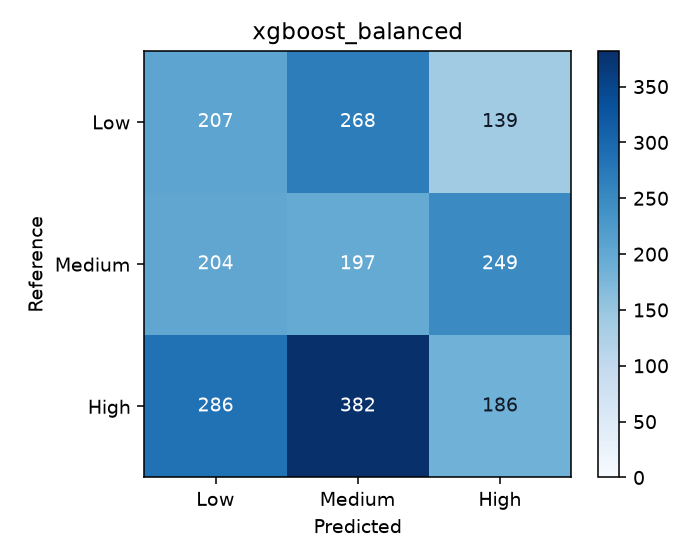 xgboost_balanced
Low 207 268 139
Medium 204 197 249
High 286 382 186
Low Medium High
Predicted
Reference
350
300
250
200
150
100
50
0